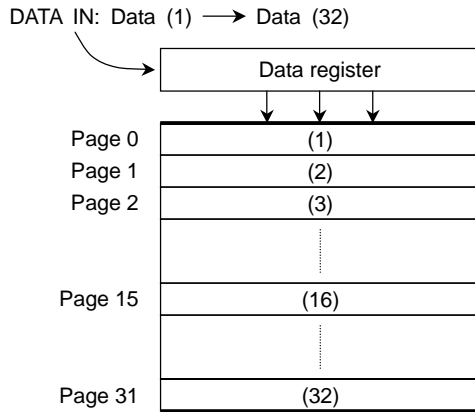 DATA IN: Data (1) → Data (32)
Data register
Page 0 (1)
Page 1 (2)
Page 2 (3)
Page 15 (16)
Page 31 (32)